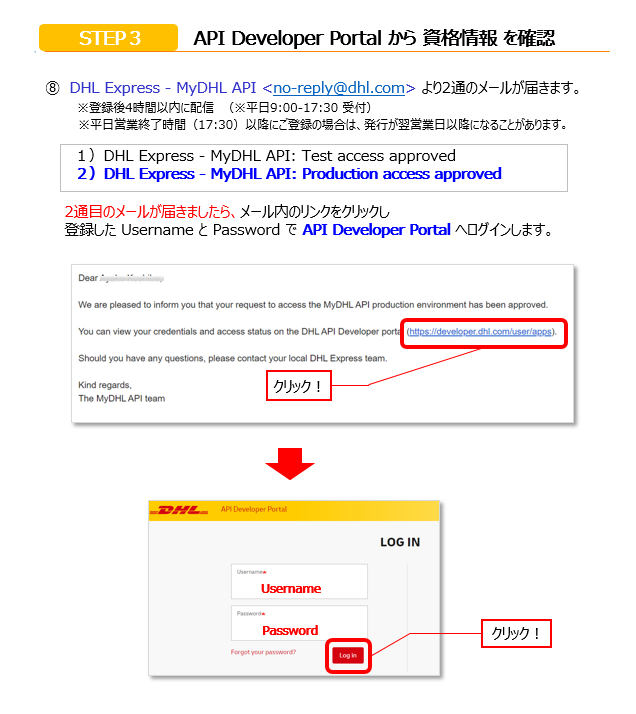 STEP 3 API Developer Portal から 資格情報 を確認
⑧ DHL Express - MyDHL API <no-reply@dhl.com> より2通のメールが届きます。
※登録後4時間以内に配信 （※平日9:00-17:30 受付）
※平日営業終了時間（17:30）以降にご登録の場合は、発行が翌営業日以降になることがあります。
1）DHL Express - MyDHL API: Test access approved
2）DHL Express - MyDHL API: Production access approved
2通目のメールが届きましたら、メール内のリンクをクリックし
登録した Username と Password で API Developer Portal へログインします。
Dear
We are pleased to inform you that your request to access the MyDHL API production environment has been approved.
You can view your credentials and access status on the DHL API Developer portal (https://developer.dhl.com/user/apps).
Should you have any questions, please contact your local DHL Express team.
Kind regards,
The MyDHL API team
クリック！
DHL API Developer Portal
LOG IN
Username*
Username
Password*
Password
Forgot your password?
Log in
クリック！